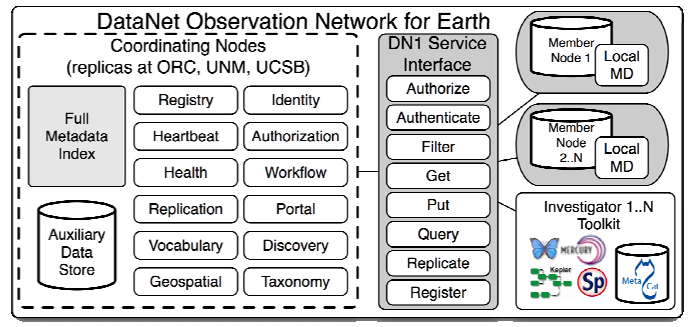 DataNet Observation Network for Earth
Coordinating Nodes
(replicas at ORC, UNM, UCSB)
Full
Metadata
Index
Auxiliary
Data
Store
Registry
Identity
Heartbeat
Authorization
Health
Workflow
Replication
Portal
Vocabulary
Discovery
Geospatial
Taxonomy
DN1 Service
Interface
Authorize
Authenticate
Filter
Get
Put
Query
Replicate
Register
Member
Node 1
Local
MD
Member
Node
2..N
Local
MD
Investigator 1..N
Toolkit
MERCURY
Kepler
Sp
Meta
Cat